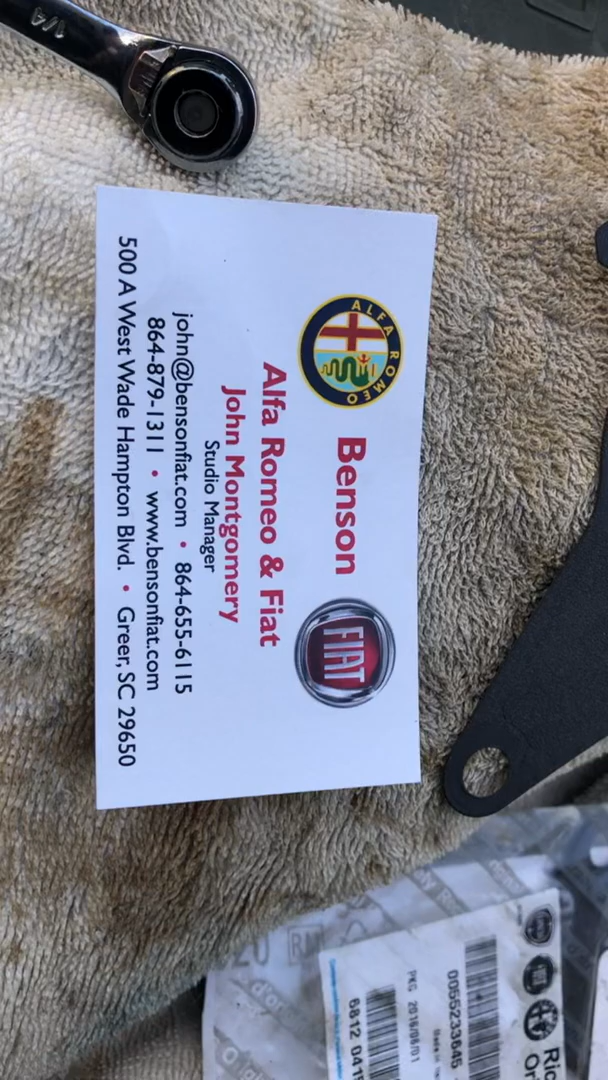 1/4
ALFA ROMEO
Benson
FIAT
Alfa Romeo & Fiat
John Montgomery
Studio Manager
john@bensonfiat.com • 864-655-6115
864-879-1311 • www.bensonfiat.com
500 A West Wade Hampton Blvd. • Greer, SC 29650
0055233645
PKG 2016/06/01